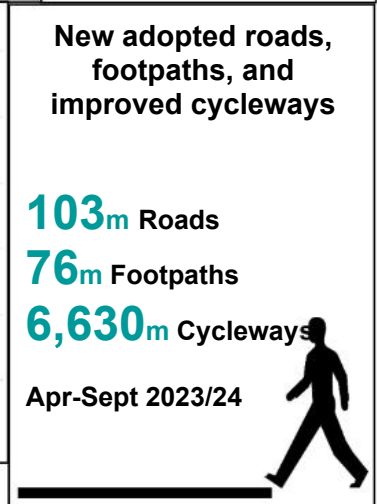 New adopted roads,
footpaths, and
improved cycleways
103m Roads
76m Footpaths
6,630m Cycleways
Apr-Sept 2023/24